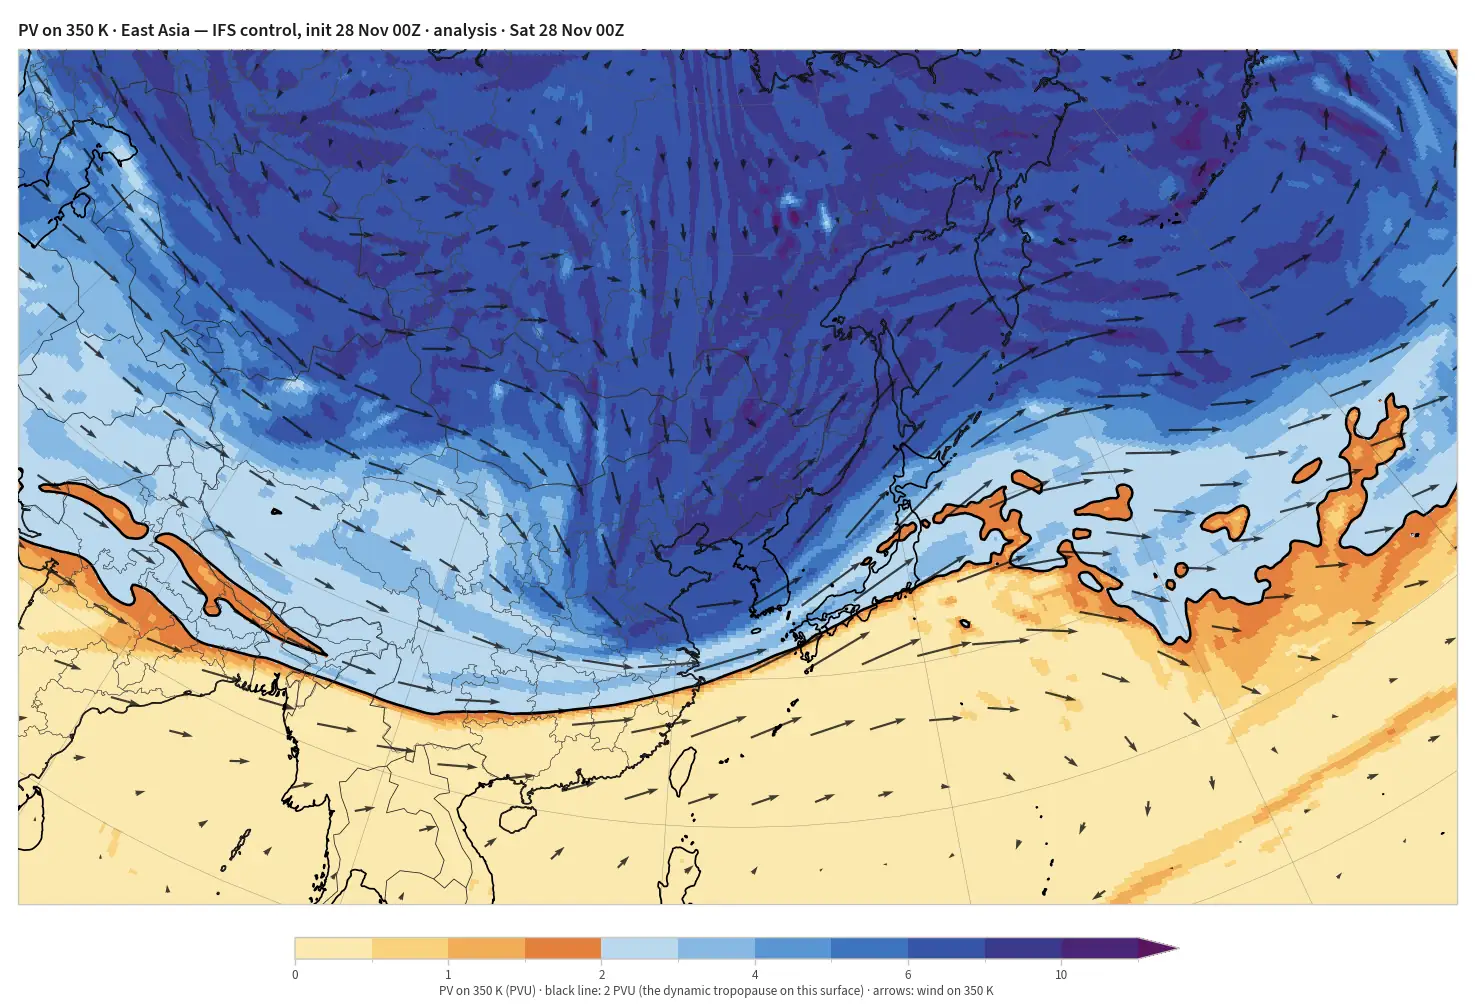 PV on 350 K · East Asia — IFS control, init 28 Nov 00Z · analysis · Sat 28 Nov 00Z
0 1 2 4 6 10
PV on 350 K (PVU) · black line: 2 PVU (the dynamic tropopause on this surface) · arrows: wind on 350 K